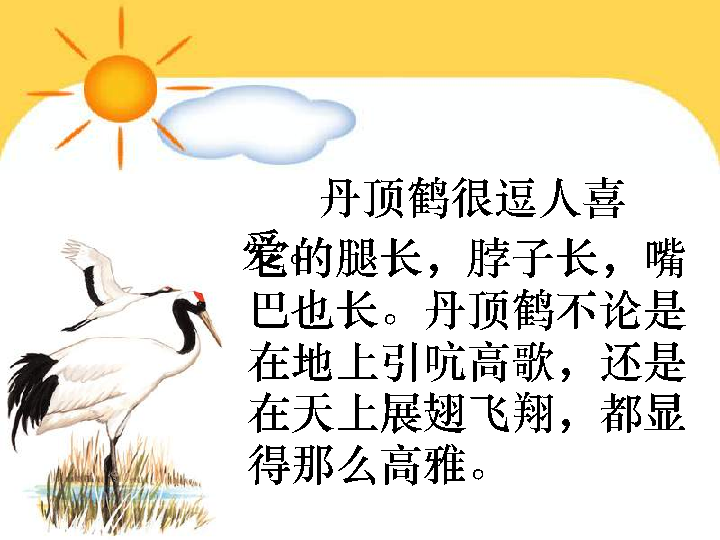 丹顶鹤很逗人喜
爱。
它的腿长，脖子长，嘴
巴也长。丹顶鹤不论是
在地上引吭高歌，还是
在天上展翅飞翔，都显
得那么高雅。